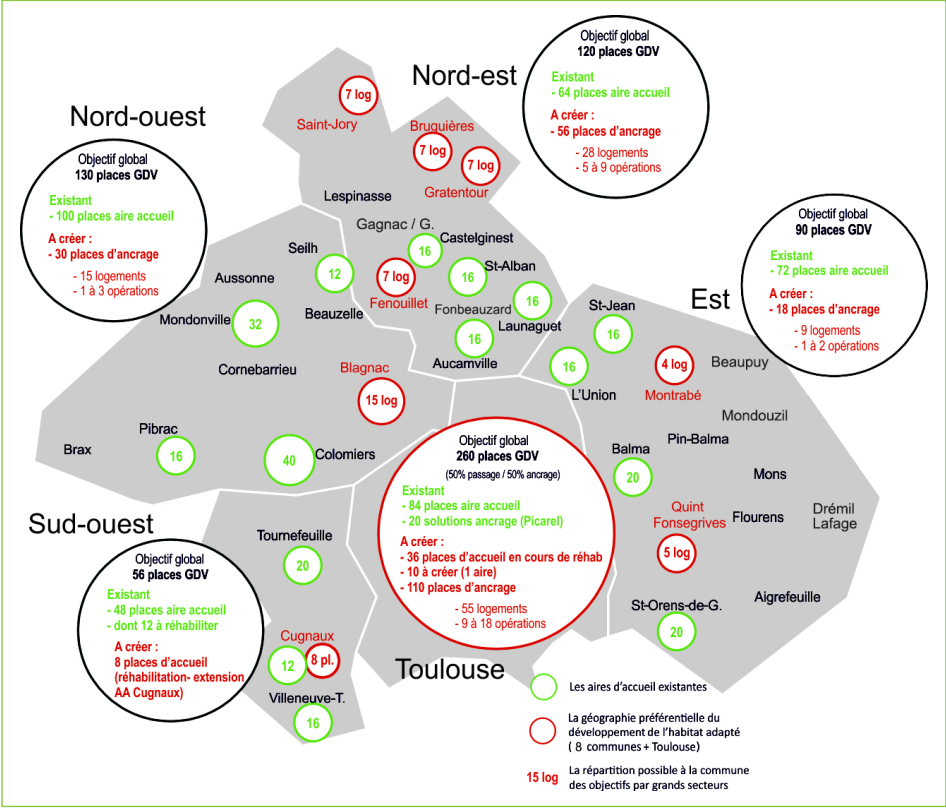 Nord-est
Objectif global
120 places GDV
Existant
- 64 places aire accueil
A créer :
- 56 places d'ancrage
- 28 logements
- 5 à 9 opérations
Nord-ouest
Objectif global
130 places GDV
Existant
- 100 places aire accueil
A créer :
- 30 places d'ancrage
- 15 logements
- 1 à 3 opérations
7 log
Saint-Jory
Bruguières
7 log
7 log
Gratentour
Lespinasse
Gagnac / G.
16
Castelginest
7 log
Fenouillet
16
St-Alban
16
Launaguet
Fonbeauzard
16
Aucamville
Seilh
12
Aussonne
Beauzelle
Mondonville
32
Cornebarrieu
Blagnac
15 log
Brax
Pibrac
16
40
Colomiers
Est
Objectif global
90 places GDV
Existant
- 72 places aire accueil
A créer :
- 18 places d'ancrage
- 9 logements
- 1 à 2 opérations
St-Jean
16
16
L'Union
4 log
Montrabé
Beaupuy
Mondouzil
Pin-Balma
Balma
20
Mons
Quint
Fonsegrives
5 log
Flourens
Drémil
Lafage
Aigrefeuille
St-Orens-de-G.
20
Objectif global
260 places GDV
(50% passage / 50% ancrage)
Existant
- 84 places aire accueil
- 20 solutions ancrage (Picarel)
A créer :
- 36 places d'accueil en cours de réhab
- 10 à créer (1 aire)
- 110 places d'ancrage
- 55 logements
- 9 à 18 opérations
Toulouse
Sud-ouest
Objectif global
56 places GDV
Existant
- 48 places aire accueil
- dont 12 à réhabiliter
A créer :
8 places d'accueil
(réhabilitation- extension
AA Cugnaux)
Tournefeuille
20
Cugnaux
12
8 pl.
Villeneuve-T.
16
Les aires d'accueil existantes
La géographie préférentielle du
développement de l'habitat adapté
( 8 communes + Toulouse)
15 log
La répartition possible à la commune
des objectifs par grands secteurs